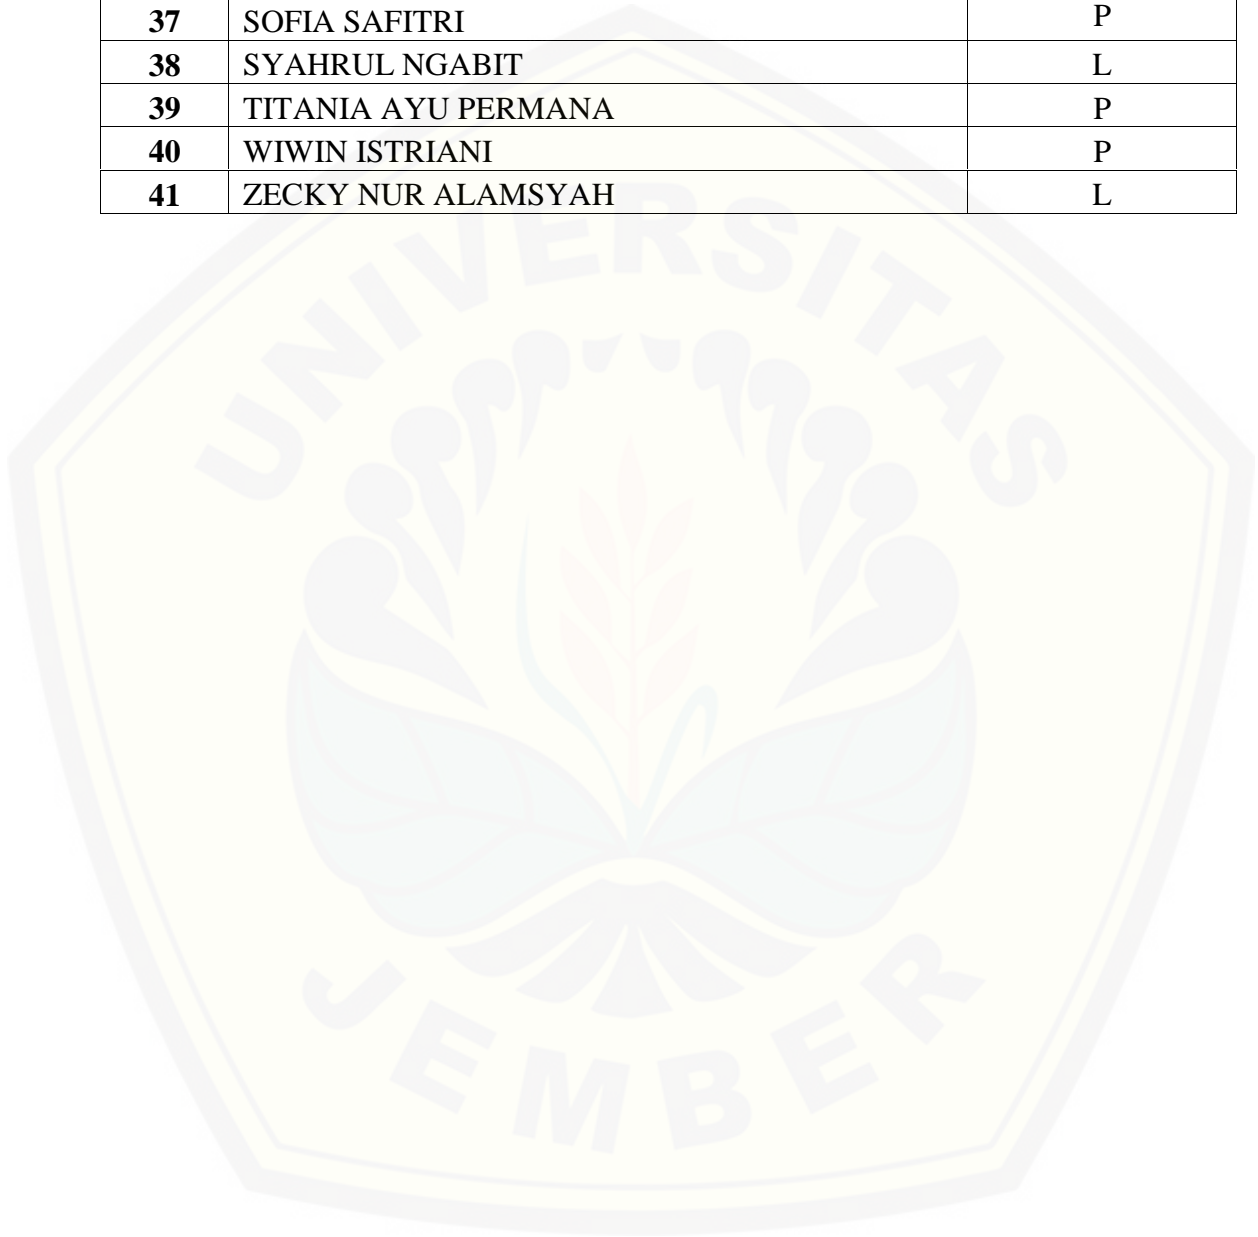 37 SOFIA SAFITRI P
38 SYAHRUL NGABIT L
39 TITANIA AYU PERMANA P
40 WIWIN ISTRIANI P
41 ZECKY NUR ALAMSYAH L
UNIVERSITAS
JEMBER